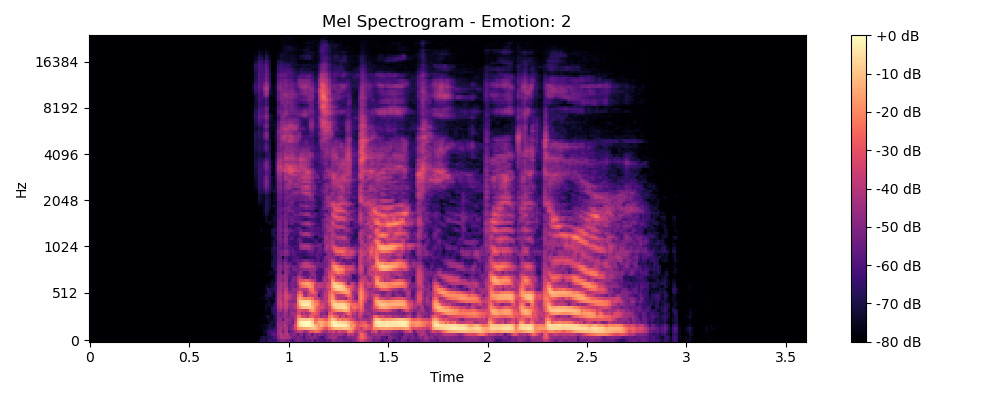 Mel Spectrogram - Emotion: 2
Hz
16384
8192
4096
2048
1024
512
0
0 0.5 1 1.5 2 2.5 3 3.5
Time
+0 dB
-10 dB
-20 dB
-30 dB
-40 dB
-50 dB
-60 dB
-70 dB
-80 dB